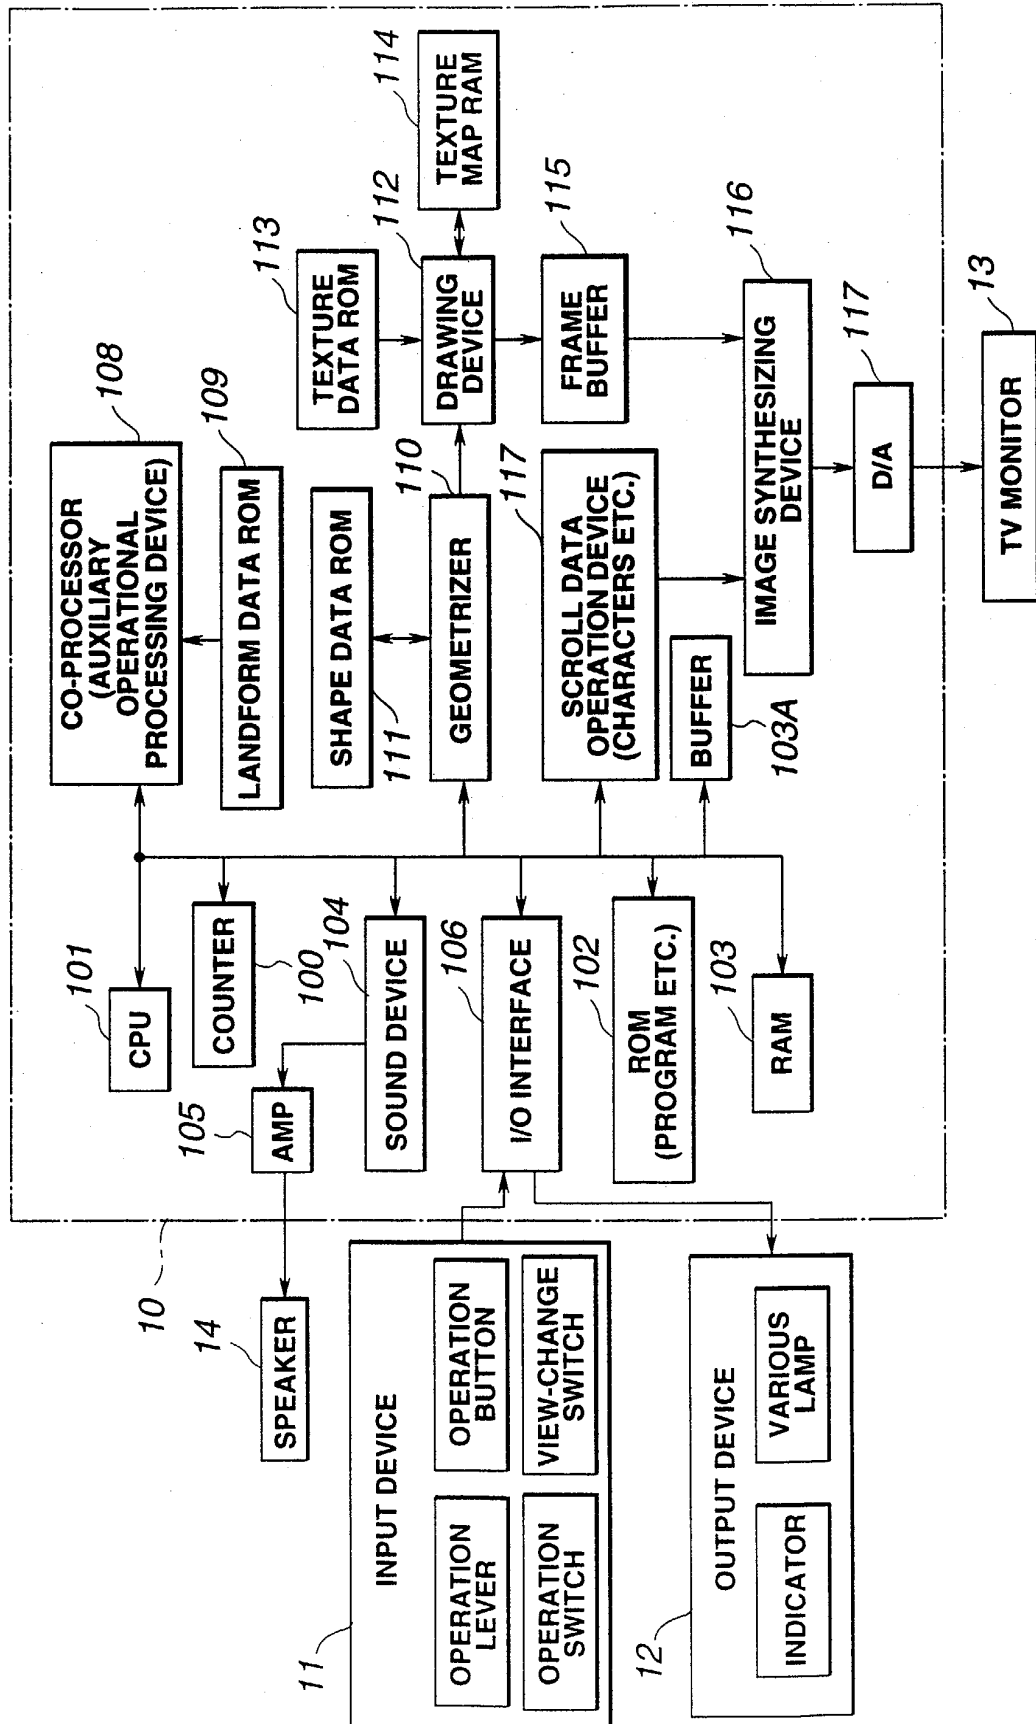 10
101
CPU
COUNTER
100
14
SPEAKER
105
AMP
104
SOUND DEVICE
106
I/O INTERFACE
102
ROM
(PROGRAM ETC.)
103
RAM
11
INPUT DEVICE
OPERATION
LEVER
OPERATION
BUTTON
OPERATION
SWITCH
VIEW-CHANGE
SWITCH
12
OUTPUT DEVICE
INDICATOR
VARIOUS
LAMP
108
CO-PROCESSOR
(AUXILIARY
OPERATIONAL
PROCESSING DEVICE)
109
LANDFORM DATA ROM
SHAPE DATA ROM
111
110
GEOMETRIZER
113
TEXTURE
DATA ROM
112
DRAWING
DEVICE
114
TEXTURE
MAP RAM
115
FRAME
BUFFER
117
SCROLL DATA
OPERATION DEVICE
(CHARACTERS ETC.)
BUFFER
103A
116
IMAGE SYNTHESIZING
DEVICE
117
D/A
13
TV MONITOR